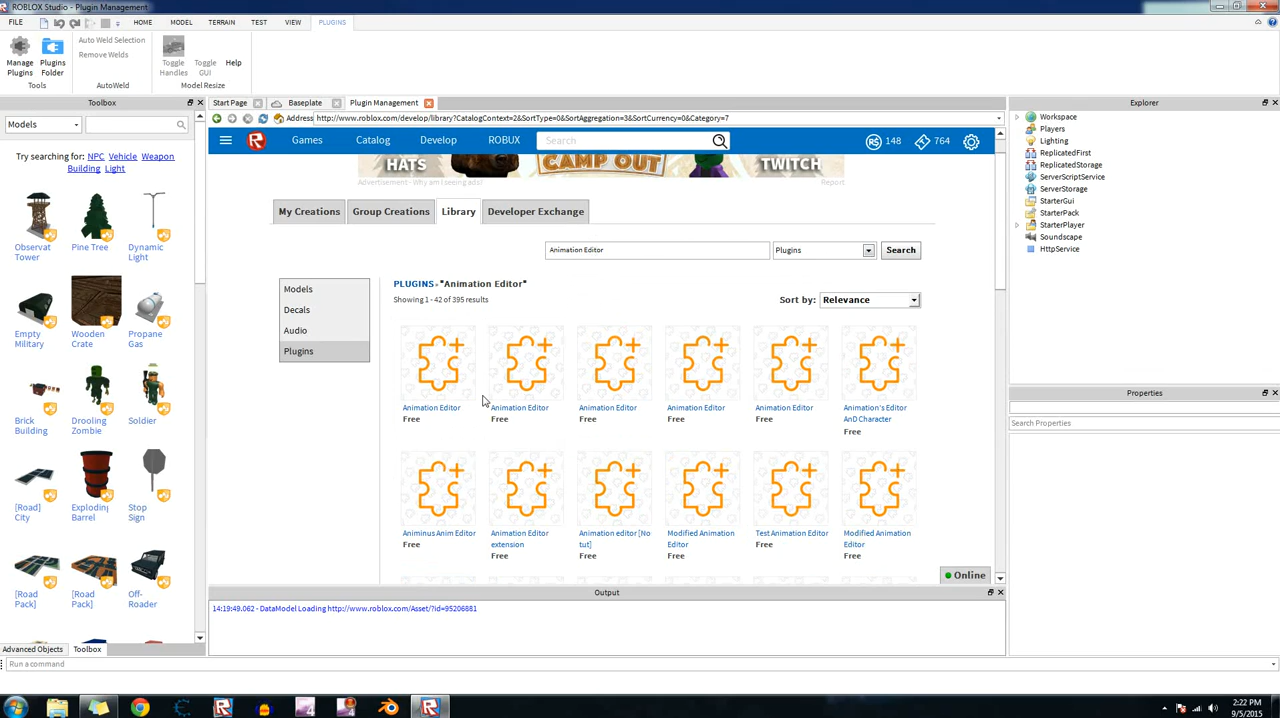 ROBLOX Studio - Plugin Management
FILE HOME MODEL TERRAIN TEST VIEW PLUGINS
Manage Plugins
Plugins Folder
Tools
Auto Weld Selection
Remove Welds
AutoWeld
Toggle Handles
Toggle GUI
Help
Model Resize
Toolbox
Models
Try searching for: NPC Vehicle Weapon
Building Light
Observat Tower
Pine Tree
Dynamic Light
Empty Military
Wooden Crate
Propane Gas
Brick Building
Drooling Zombie
Soldier
[Road] City
Exploding Barrel
Stop Sign
[Road Pack]
[Road Pack]
Off-Roader
Advanced Objects Toolbox
Run a command
Start Page Baseplate Plugin Management
Address http://www.roblox.com/develop/library?CatalogContext=2&SortType=0&SortAggregation=3&SortCurrency=0&Category=7
Games Catalog Develop ROBUX Search R$ 148 764
HATS CAMP OUT TWITCH
Advertisement - Why am I seeing ads? Report
My Creations Group Creations Library Developer Exchange
Animation Editor Plugins Search
Models
Decals
Audio
Plugins
PLUGINS» "Animation Editor"
Showing 1 - 42 of 395 results
Sort by: Relevance
Animation Editor
Free
Animation Editor
Free
Animation Editor
Free
Animation Editor
Free
Animation Editor
Free
Animation's Editor AnD Character
Free
Animinus Anim Editor
Free
Animation Editor extension
Free
Animation editor [No tut]
Free
Modified Animation Editor
Free
Test Animation Editor
Free
Modified Animation Editor
Free
Online
Output
14:19:49.062 - DataModel Loading http://www.roblox.com/Asset/?id=95206881
Explorer
Workspace
Players
Lighting
ReplicatedFirst
ReplicatedStorage
ServerScriptService
ServerStorage
StarterGui
StarterPack
StarterPlayer
Soundscape
HttpService
Properties
Search Properties
2:22 PM
9/5/2015